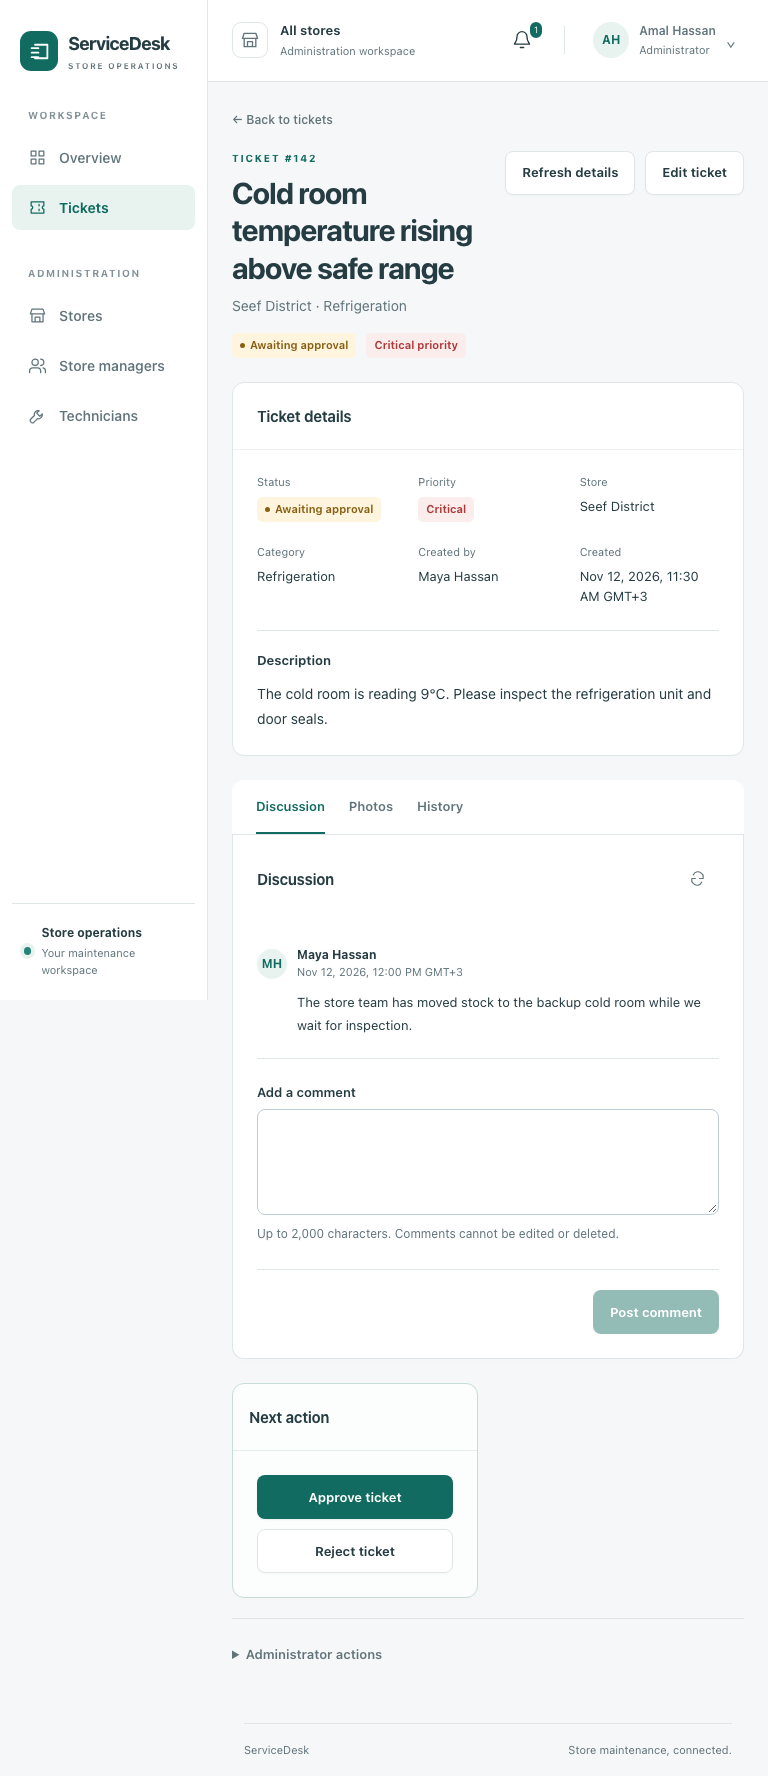 ServiceDesk
STORE OPERATIONS
WORKSPACE
Overview
Tickets
ADMINISTRATION
Stores
Store managers
Technicians
Store operations
Your maintenance
workspace
All stores
Administration workspace
1
AH
Amal Hassan
Administrator
← Back to tickets
TICKET #142
Cold room
temperature rising
above safe range
Seef District · Refrigeration
Awaiting approval
Critical priority
Refresh details
Edit ticket
Ticket details
Status
Awaiting approval
Priority
Critical
Store
Seef District
Category
Refrigeration
Created by
Maya Hassan
Created
Nov 12, 2026, 11:30
AM GMT+3
Description
The cold room is reading 9°C. Please inspect the refrigeration unit and
door seals.
Discussion
Photos
History
Discussion
MH
Maya Hassan
Nov 12, 2026, 12:00 PM GMT+3
The store team has moved stock to the backup cold room while we
wait for inspection.
Add a comment
Up to 2,000 characters. Comments cannot be edited or deleted.
Post comment
Next action
Approve ticket
Reject ticket
Administrator actions
ServiceDesk
Store maintenance, connected.